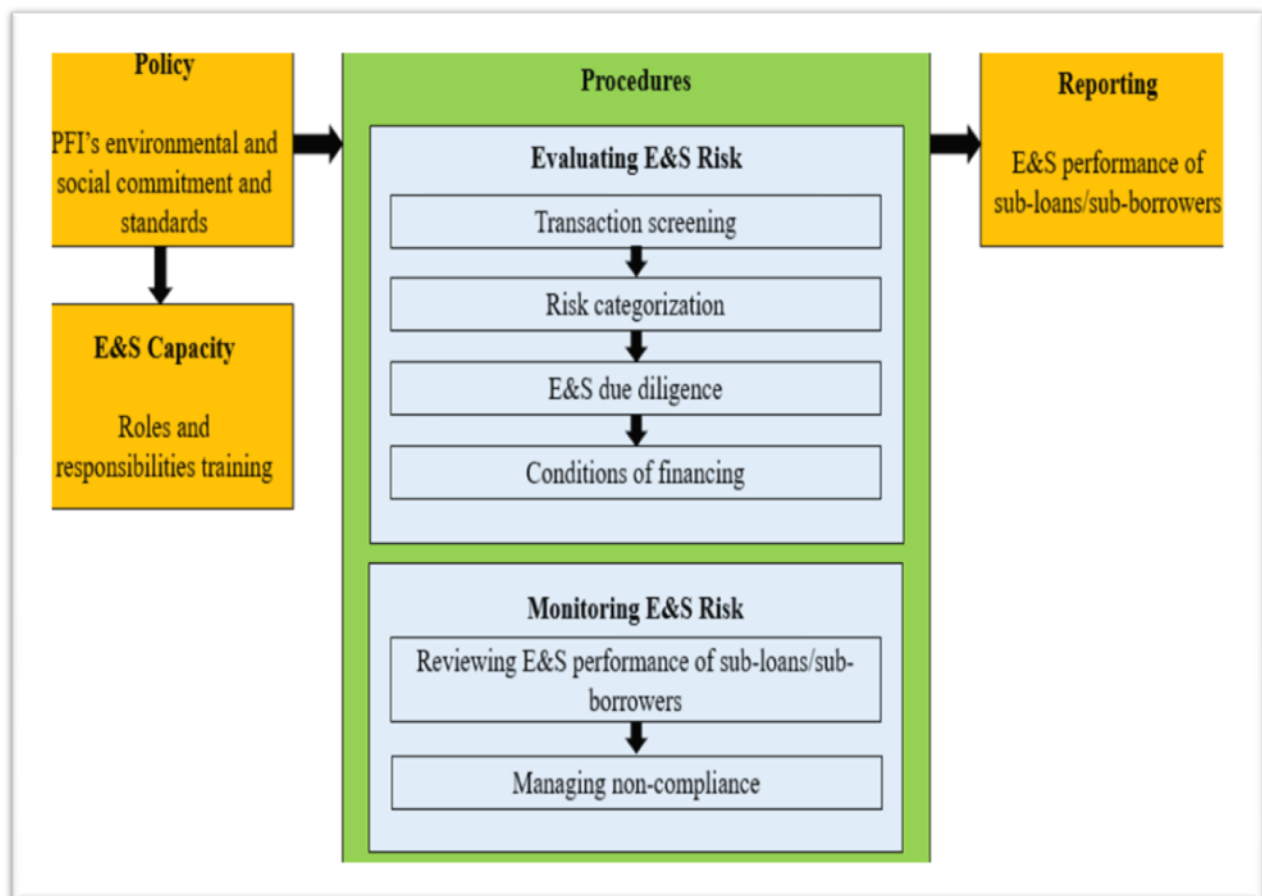 Policy
PFI's environmental and
social commitment and
standards
E&S Capacity
Roles and
responsibilities training
Procedures
Evaluating E&S Risk
Transaction screening
Risk categorization
E&S due diligence
Conditions of financing
Monitoring E&S Risk
Reviewing E&S performance of sub-loans/sub-
borrowers
Managing non-compliance
Reporting
E&S performance of
sub-loans/sub-borrowers